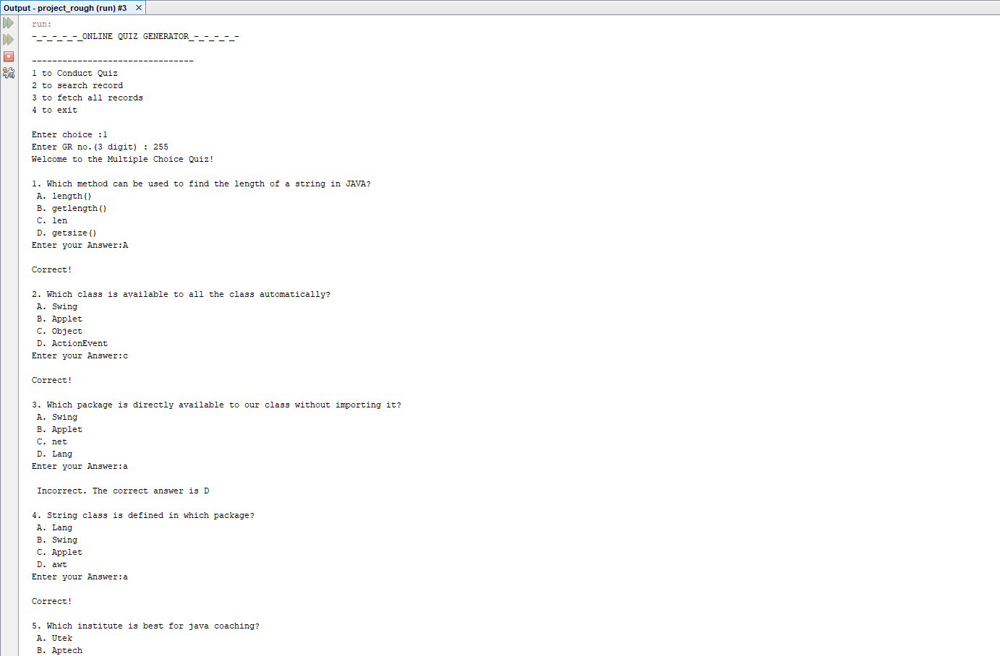 Output - project_rough (run) #3
run:
-_-_-_-_-_ONLINE QUIZ GENERATOR_-_-_-_-_-

--------------------------------
1 to Conduct Quiz
2 to search record
3 to fetch all records
4 to exit

Enter choice :1
Enter GR no.(3 digit) : 255
Welcome to the Multiple Choice Quiz!

1. Which method can be used to find the length of a string in JAVA?
 A. length()
 B. getlength()
 C. len
 D. getsize()
Enter your Answer:A

Correct!

2. Which class is available to all the class automatically?
 A. Swing
 B. Applet
 C. Object
 D. ActionEvent
Enter your Answer:c

Correct!

3. Which package is directly available to our class without importing it?
 A. Swing
 B. Applet
 C. net
 D. Lang
Enter your Answer:a

 Incorrect. The correct answer is D

4. String class is defined in which package?
 A. Lang
 B. Swing
 C. Applet
 D. awt
Enter your Answer:a

Correct!

5. Which institute is best for java coaching?
 A. Utek
 B. Aptech